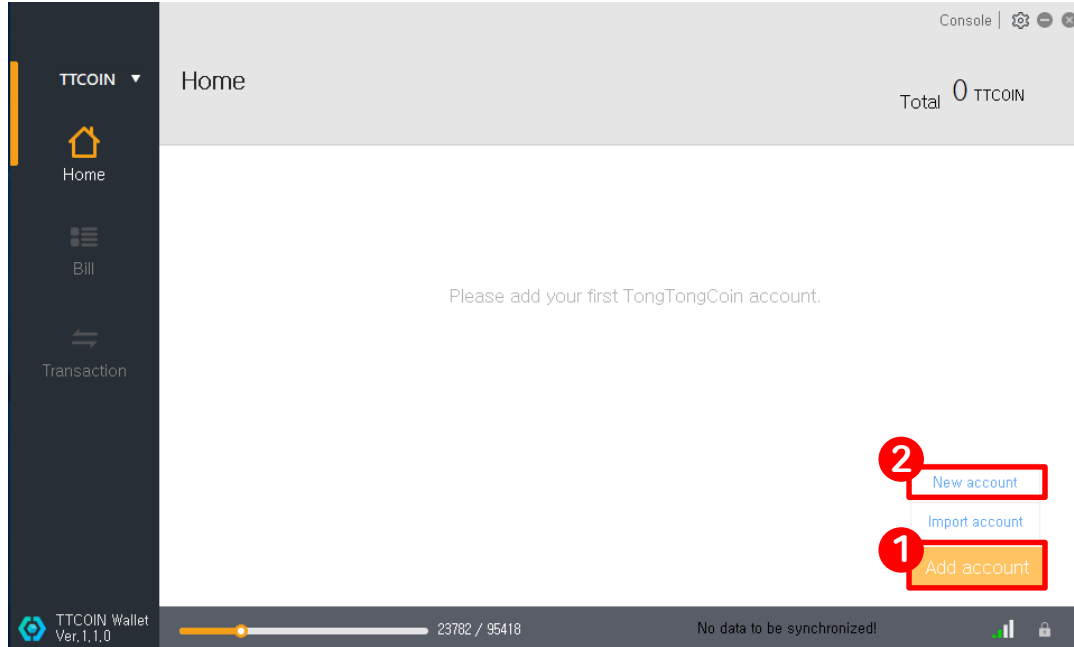 Console
TTCOIN ▼
Home
Total 0 TTCOIN
Home
Bill
Please add your first TongTongCoin account.
Transaction
2
New account
Import account
1
Add account
TTCOIN Wallet
Ver.1.1.0
23782 / 95418
No data to be synchronized!